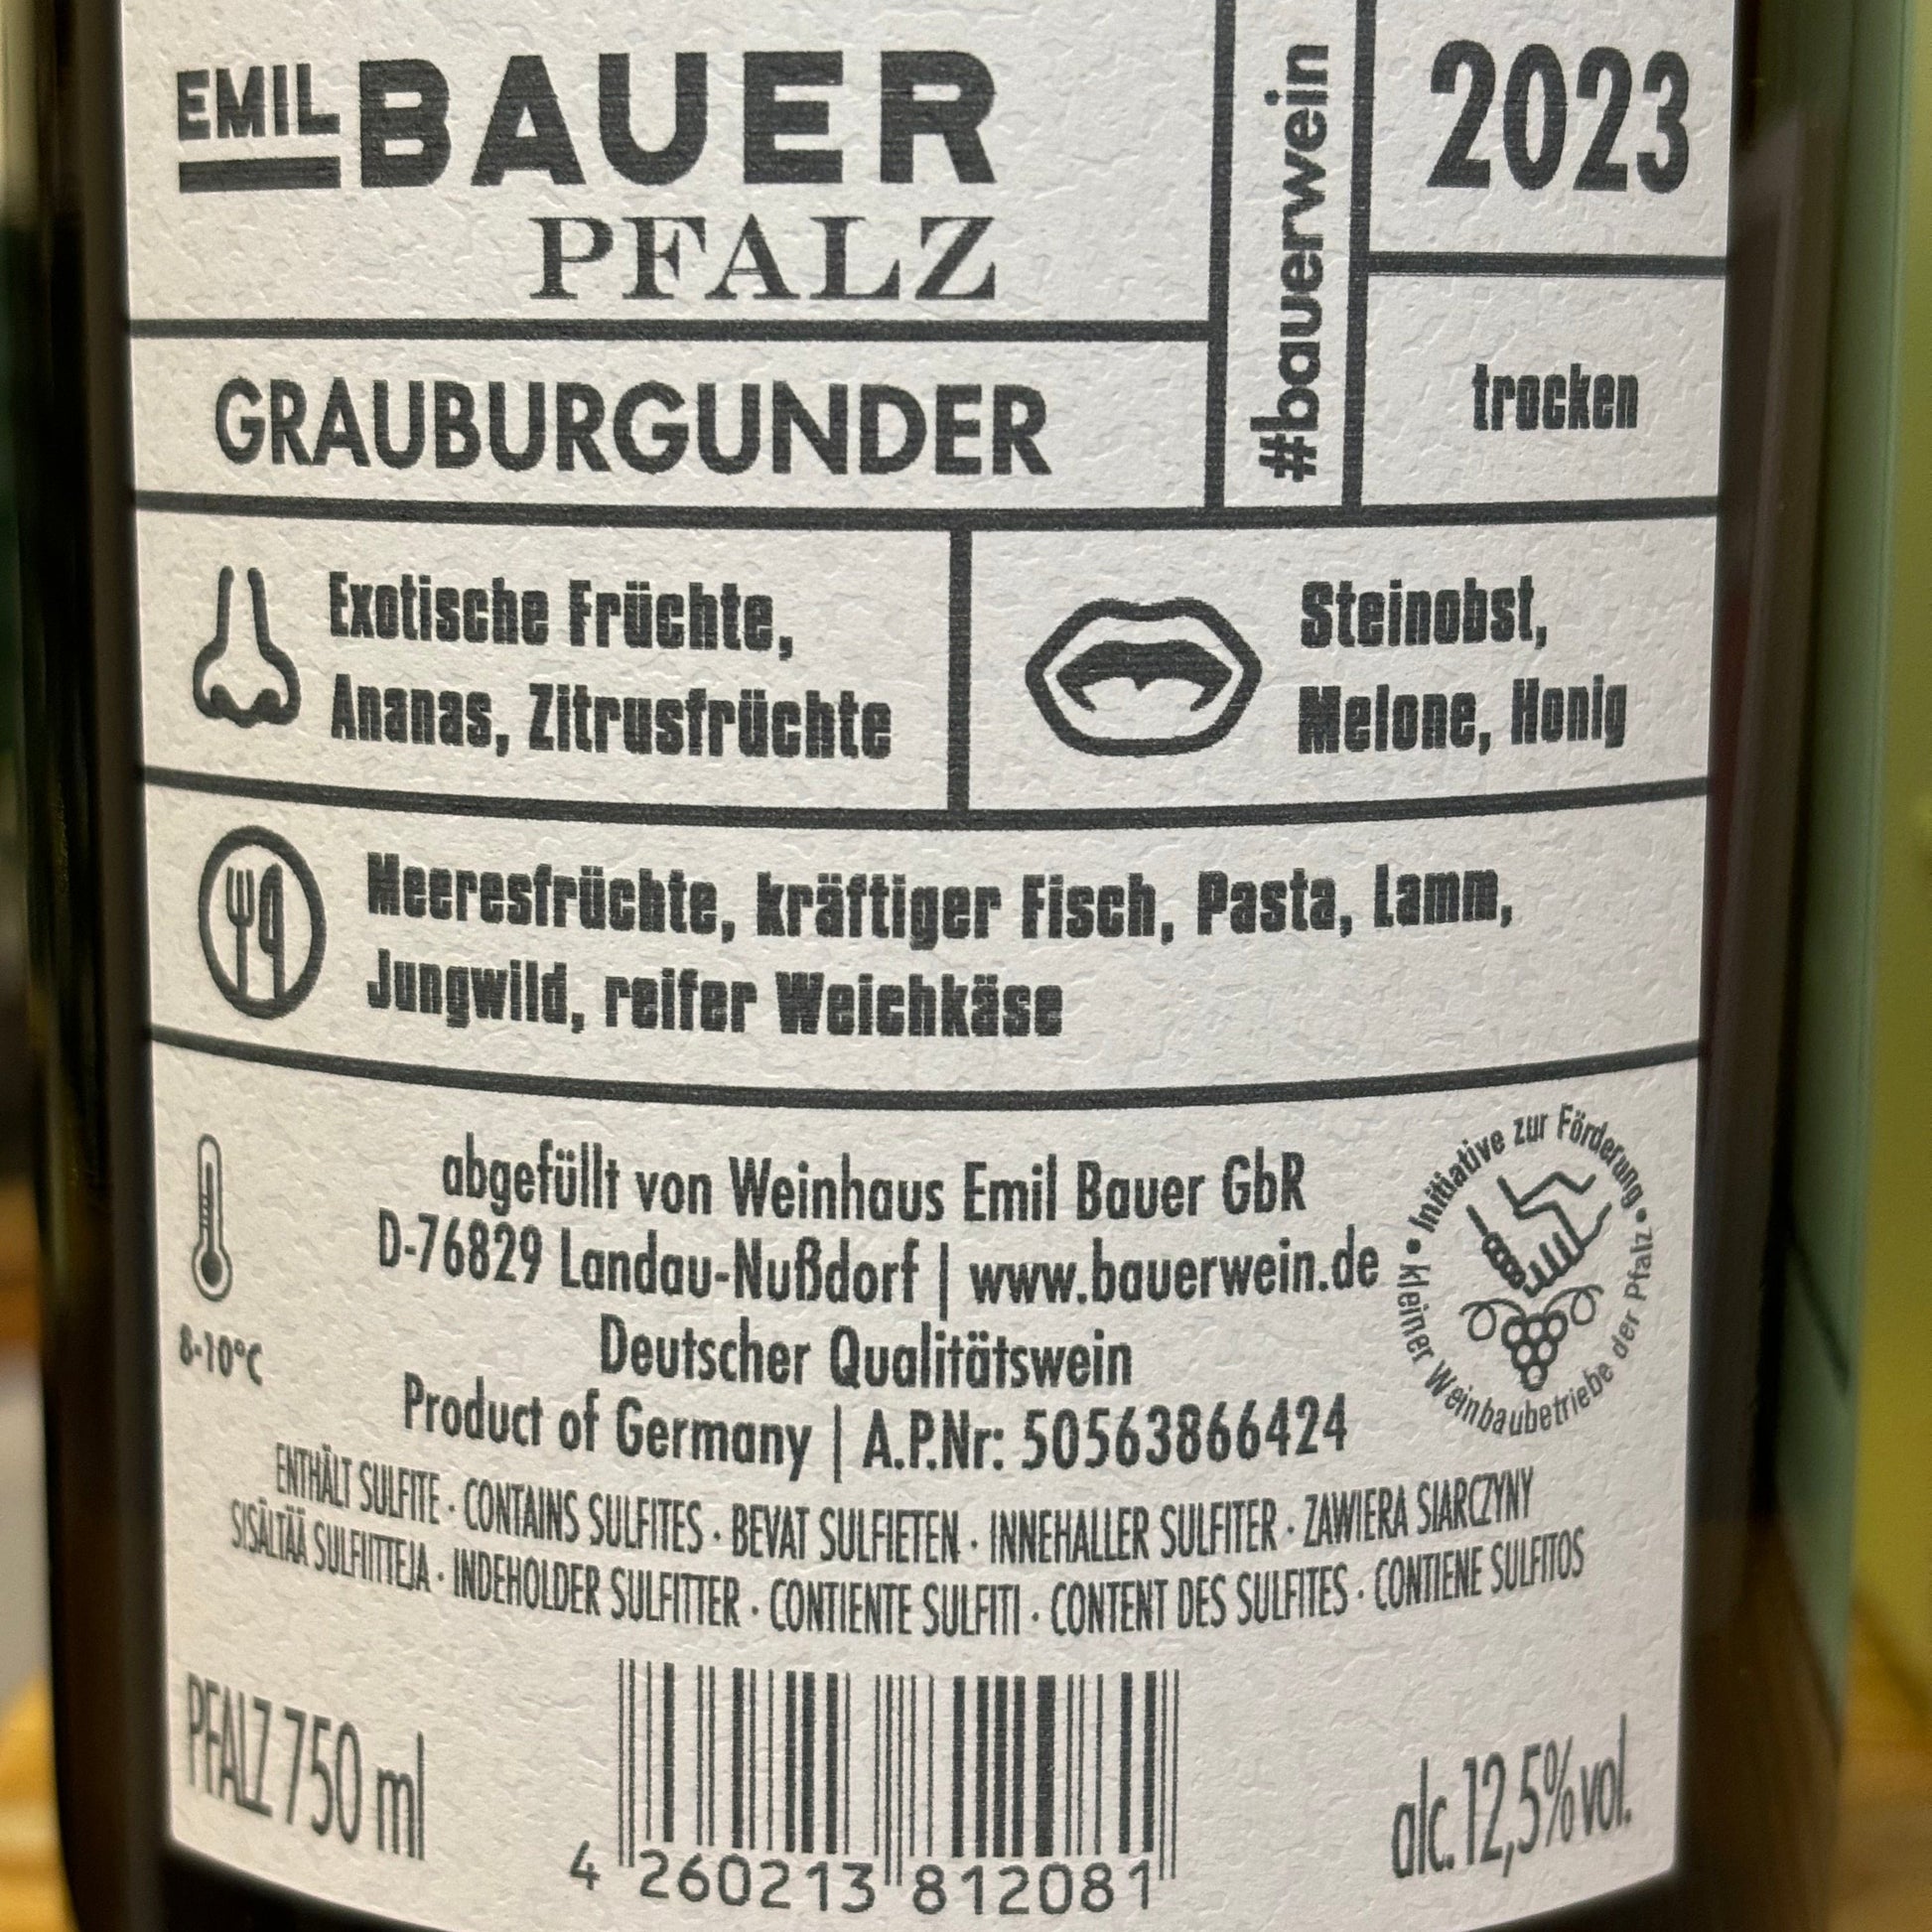 EMIL BAUER
PFALZ
#bauerwein
2023
trocken
GRAUBURGUNDER
Exotische Früchte,
Ananas, Zitrusfrüchte
Steinobst,
Melone, Honig
Meeresfrüchte, kräftiger Fisch, Pasta, Lamm,
Jungwild, reifer Weichkäse
8-10°C
abgefüllt von Weinhaus Emil Bauer GbR
D-76829 Landau-Nußdorf | www.bauerwein.de
Deutscher Qualitätswein
Product of Germany | A.P.Nr: 50563866424
• Initiative zur Förderung • kleiner Weinbaubetriebe der Pfalz
ENTHÄLT SULFITE · CONTAINS SULFITES · BEVAT SULFIETEN · INNEHALLER SULFITER · ZAWIERA SIARCZYNY
SISÄLTÄÄ SULFIITTEJA · INDEHOLDER SULFITTER · CONTIENTE SULFITI · CONTENT DES SULFITES · CONTIENE SULFITOS
PFALZ 750 ml
4 260213 812081
alc. 12,5% vol.